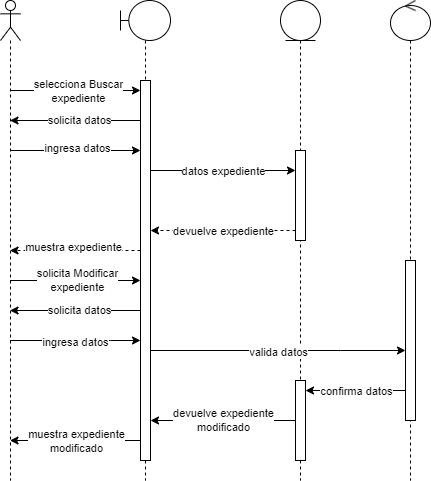 selecciona Buscar
expediente
solicita datos
ingresa datos
datos expediente
devuelve expediente
muestra expediente
solicita Modificar
expediente
solicita datos
ingresa datos
valida datos
confirma datos
devuelve expediente
modificado
muestra expediente
modificado